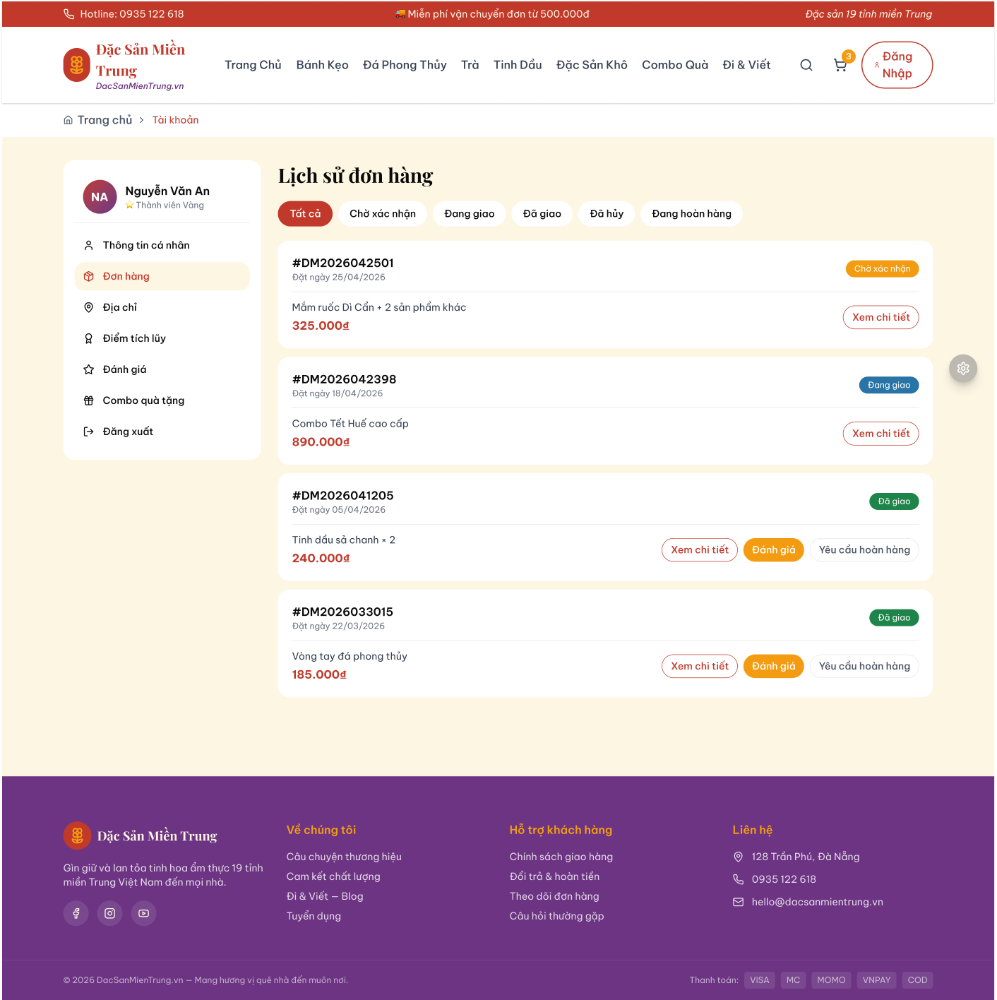 Hotline: 0935 122 618
🚚 Miễn phí vận chuyển đơn từ 500.000đ
Đặc sản 19 tỉnh miền Trung
Đặc Sản Miền
Trung
DacSanMienTrung.vn
Trang Chủ
Bánh Kẹo
Đá Phong Thủy
Trà
Tinh Dầu
Đặc Sản Khô
Combo Quà
Đi & Viết
3
Đăng
Nhập
Trang chủ
Tài khoản
NA
Nguyễn Văn An
⭐ Thành viên Vàng
Thông tin cá nhân
Đơn hàng
Địa chỉ
Điểm tích lũy
Đánh giá
Combo quà tặng
Đăng xuất
Lịch sử đơn hàng
Tất cả
Chờ xác nhận
Đang giao
Đã giao
Đã hủy
Đang hoàn hàng
#DM2026042501
Đặt ngày 25/04/2026
Chờ xác nhận
Mắm ruốc Dì Cẩn + 2 sản phẩm khác
325.000₫
Xem chi tiết
#DM2026042398
Đặt ngày 18/04/2026
Đang giao
Combo Tết Huế cao cấp
890.000₫
Xem chi tiết
#DM2026041205
Đặt ngày 05/04/2026
Đã giao
Tinh dầu sả chanh × 2
240.000₫
Xem chi tiết
Đánh giá
Yêu cầu hoàn hàng
#DM2026033015
Đặt ngày 22/03/2026
Đã giao
Vòng tay đá phong thủy
185.000₫
Xem chi tiết
Đánh giá
Yêu cầu hoàn hàng
Đặc Sản Miền Trung
Gìn giữ và lan tỏa tinh hoa ẩm thực 19 tỉnh
miền Trung Việt Nam đến mọi nhà.
Về chúng tôi
Câu chuyện thương hiệu
Cam kết chất lượng
Đi & Viết — Blog
Tuyển dụng
Hỗ trợ khách hàng
Chính sách giao hàng
Đổi trả & hoàn tiền
Theo dõi đơn hàng
Câu hỏi thường gặp
Liên hệ
128 Trần Phú, Đà Nẵng
0935 122 618
hello@dacsanmientrung.vn
© 2026 DacSanMienTrung.vn — Mang hương vị quê nhà đến muôn nơi.
Thanh toán:
VISA
MC
MOMO
VNPAY
COD